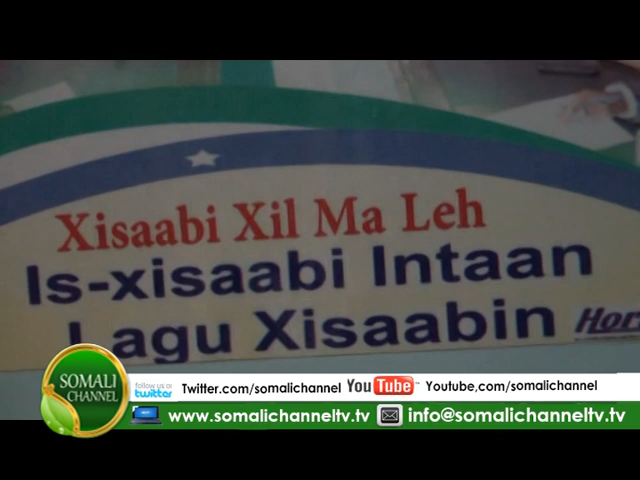 Xisaabi Xil Ma Leh
Is-xisaabi Intaan
Lagu Xisaabin
Hor
SOMALI
CHANNEL
follow us on
twitter
Twitter.com/somalichannel
YouTube
Youtube,com/somalichannel
www.somalichanneltv.tv
info@somalichanneltv.tv